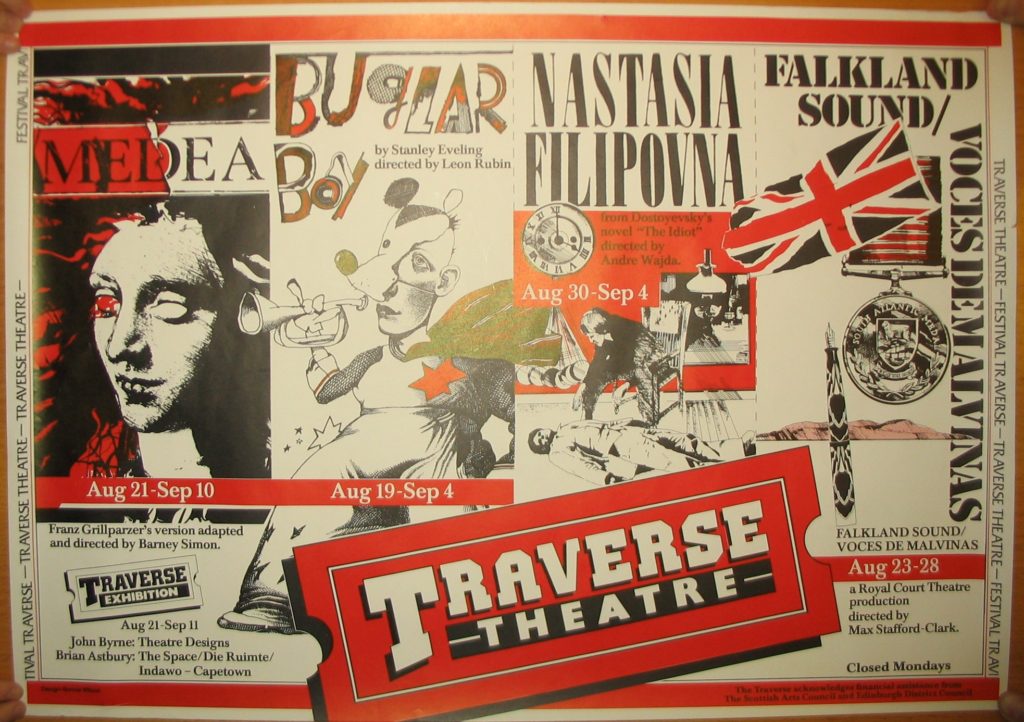 MEDEA
Aug 21-Sep 10
Franz Grillparzer's version adapted
and directed by Barney Simon.
TRAVERSE
EXHIBITION
Aug 21-Sep 11
John Byrne: Theatre Designs
Brian Astbury: The Space/Die Ruimte/
Indawo – Capetown
BUGLAR
BOY
by Stanley Eveling
directed by Leon Rubin
Aug 19-Sep 4
NASTASIA
FILIPOVNA
from Dostoyevsky's
novel "The Idiot"
directed by
Andre Wajda.
Aug 30-Sep 4
FALKLAND
SOUND/
VOCES DE MALVINAS
FALKLAND SOUND/
VOCES DE MALVINAS
Aug 23-28
a Royal Court Theatre
production
directed by
Max Stafford-Clark.
Closed Mondays
TRAVERSE
THEATRE
The Traverse acknowledges financial assistance from
The Scottish Arts Council and Edinburgh District Council
FESTIVAL TRAV
TIVAL TRAVERSE – TRAVERSE THEATRE – TRAVERSE THEATRE – TRAVERSE THEATRE –
TRAVERSE THEATRE – FESTIVAL TRAVERSE THEATRE – TRAVERSE THEATRE – FESTIVAL TRAV